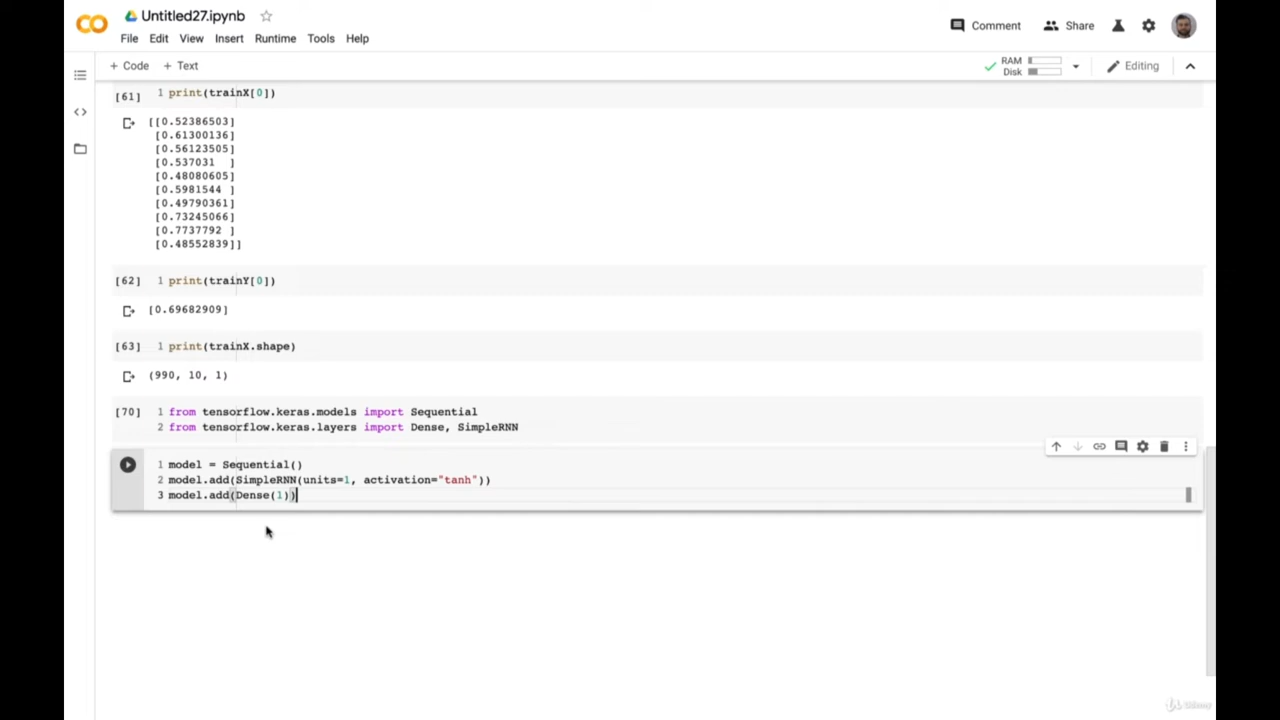 Untitled27.ipynb
File Edit View Insert Runtime Tools Help
Comment Share
+ Code + Text
RAM
Disk
Editing
[61] 1 print(trainX[0])
[[0.52386503]
[0.61300136]
[0.56123505]
[0.537031 ]
[0.48080605]
[0.5981544 ]
[0.49790361]
[0.73245066]
[0.7737792 ]
[0.48552839]]
[62] 1 print(trainY[0])
[0.69682909]
[63] 1 print(trainX.shape)
(990, 10, 1)
[70] 1 from tensorflow.keras.models import Sequential
2 from tensorflow.keras.layers import Dense, SimpleRNN
1 model = Sequential()
2 model.add(SimpleRNN(units=1, activation="tanh"))
3 model.add(Dense(1))
Udemy